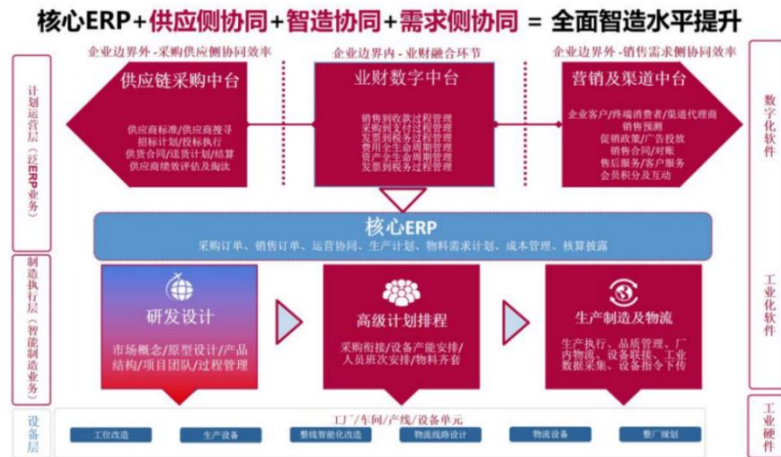 核心ERP+供应侧协同+智造协同+需求侧协同 = 全面智造水平提升
企业边界外-采购供应侧协同效率
企业边界内-业财融合环节
企业边界外-销售需求侧协同效率
计划运营层（泛ERP业务）
供应链采购中台
供应商标准/供应商搜寻
招标计划/投标执行
供货合同/送货计划/结算
供应商绩效评估及淘汰
业财数字中台
销售到收款过程管理
采购到支付过程管理
发票到税务过程管理
费用全生命周期管理
资产全生命周期管理
发票到税务过程管理
营销及渠道中台
企业客户/终端消费者/渠道代理商
销售预测
促销政策/广告投放
销售合同/对账
售后服务/客户服务
会员积分及互动
数字化软件
核心ERP
采购订单、销售订单、运营协同、生产计划、物料需求计划、成本管理、核算披露
制造执行层（智能制造业务）
研发设计
市场概念/原型设计/产品
结构/项目团队/过程管理
高级计划排程
采购衔接/设备产能安排/
人员班次安排/物料齐套
生产制造及物流
生产执行、品质管理、厂
内物流、设备联接、工业
数据采集、设备指令下传
工业化软件
设备层
工厂/车间/产线/设备单元
工位改造
生产设备
整线智能化改造
物流线路设计
物流设备
整厂规划
工业硬件